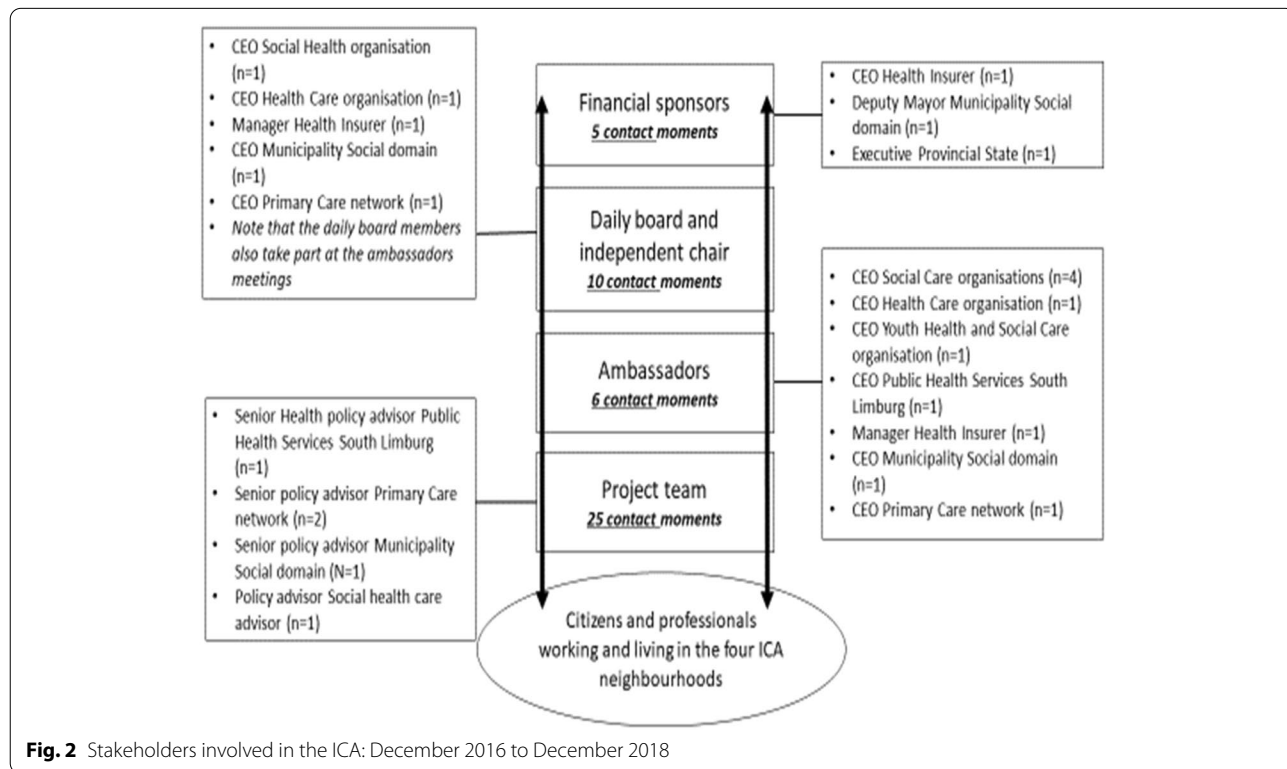 • CEO Social Health organisation
(n=1)
• CEO Health Care organisation (n=1)
• Manager Health Insurer (n=1)
• CEO Municipality Social domain
(n=1)
• CEO Primary Care network (n=1)
• Note that the daily board members
also take part at the ambassadors
meetings
Financial sponsors
5 contact moments
• CEO Health Insurer (n=1)
• Deputy Mayor Municipality Social
domain (n=1)
• Executive Provincial State (n=1)
Daily board and
independent chair
10 contact moments
Ambassadors
6 contact moments
• CEO Social Care organisations (n=4)
• CEO Health Care organisation (n=1)
• CEO Youth Health and Social Care
organisation (n=1)
• CEO Public Health Services South
Limburg (n=1)
• Manager Health Insurer (n=1)
• CEO Municipality Social domain
(n=1)
• CEO Primary Care network (n=1)
• Senior Health policy advisor Public
Health Services South Limburg
(n=1)
• Senior policy advisor Primary Care
network (n=2)
• Senior policy advisor Municipality
Social domain (N=1)
• Policy advisor Social health care
advisor (n=1)
Project team
25 contact moments
Citizens and professionals
working and living in the four ICA
neighbourhoods
Fig. 2 Stakeholders involved in the ICA: December 2016 to December 2018